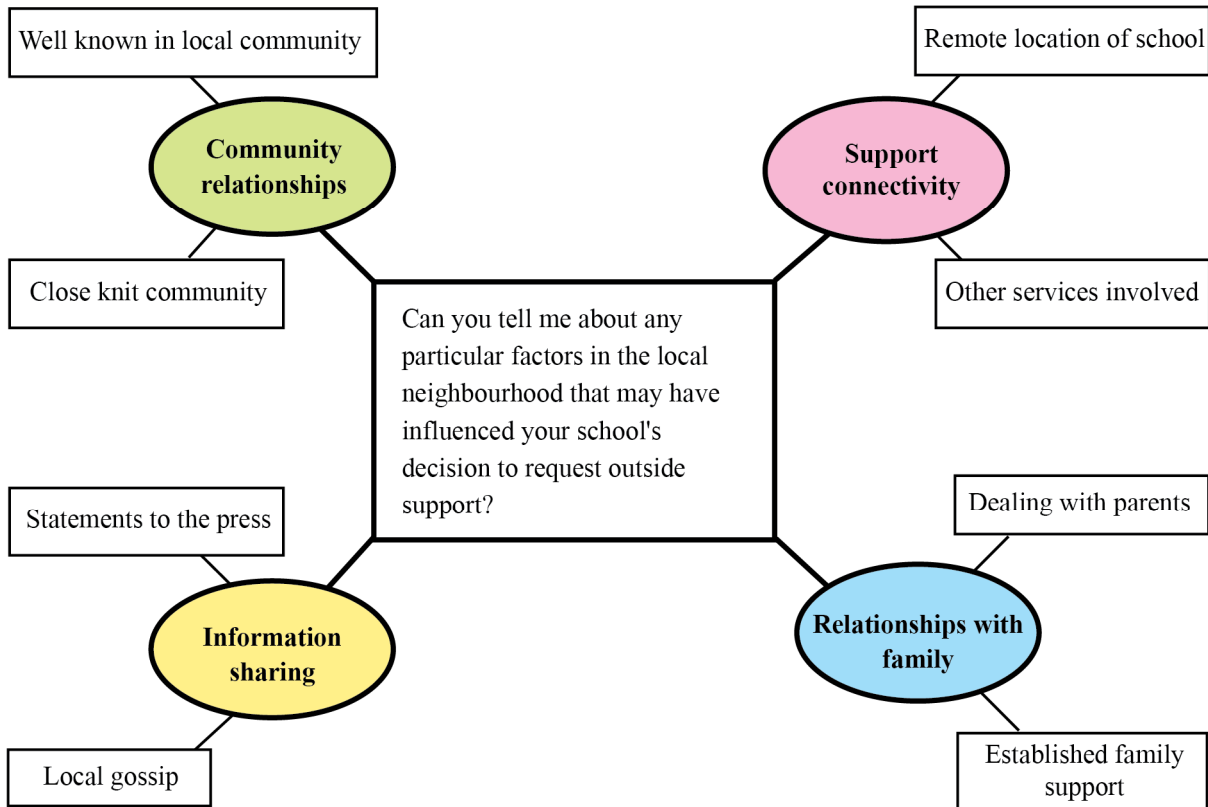 Well known in local community
Remote location of school
Community
relationships
Support
connectivity
Close knit community
Other services involved
Can you tell me about any
particular factors in the local
neighbourhood that may have
influenced your school's
decision to request outside
support?
Statements to the press
Dealing with parents
Information
sharing
Relationships with
family
Local gossip
Established family
support